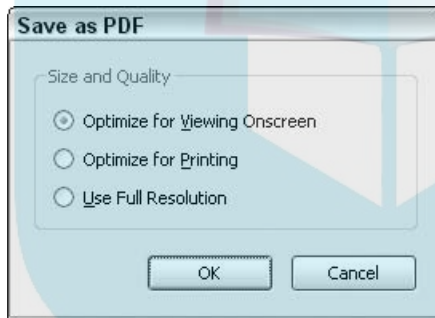 Save as PDF
Size and Quality
Optimize for Viewing Onscreen
Optimize for Printing
Use Full Resolution
OK Cancel